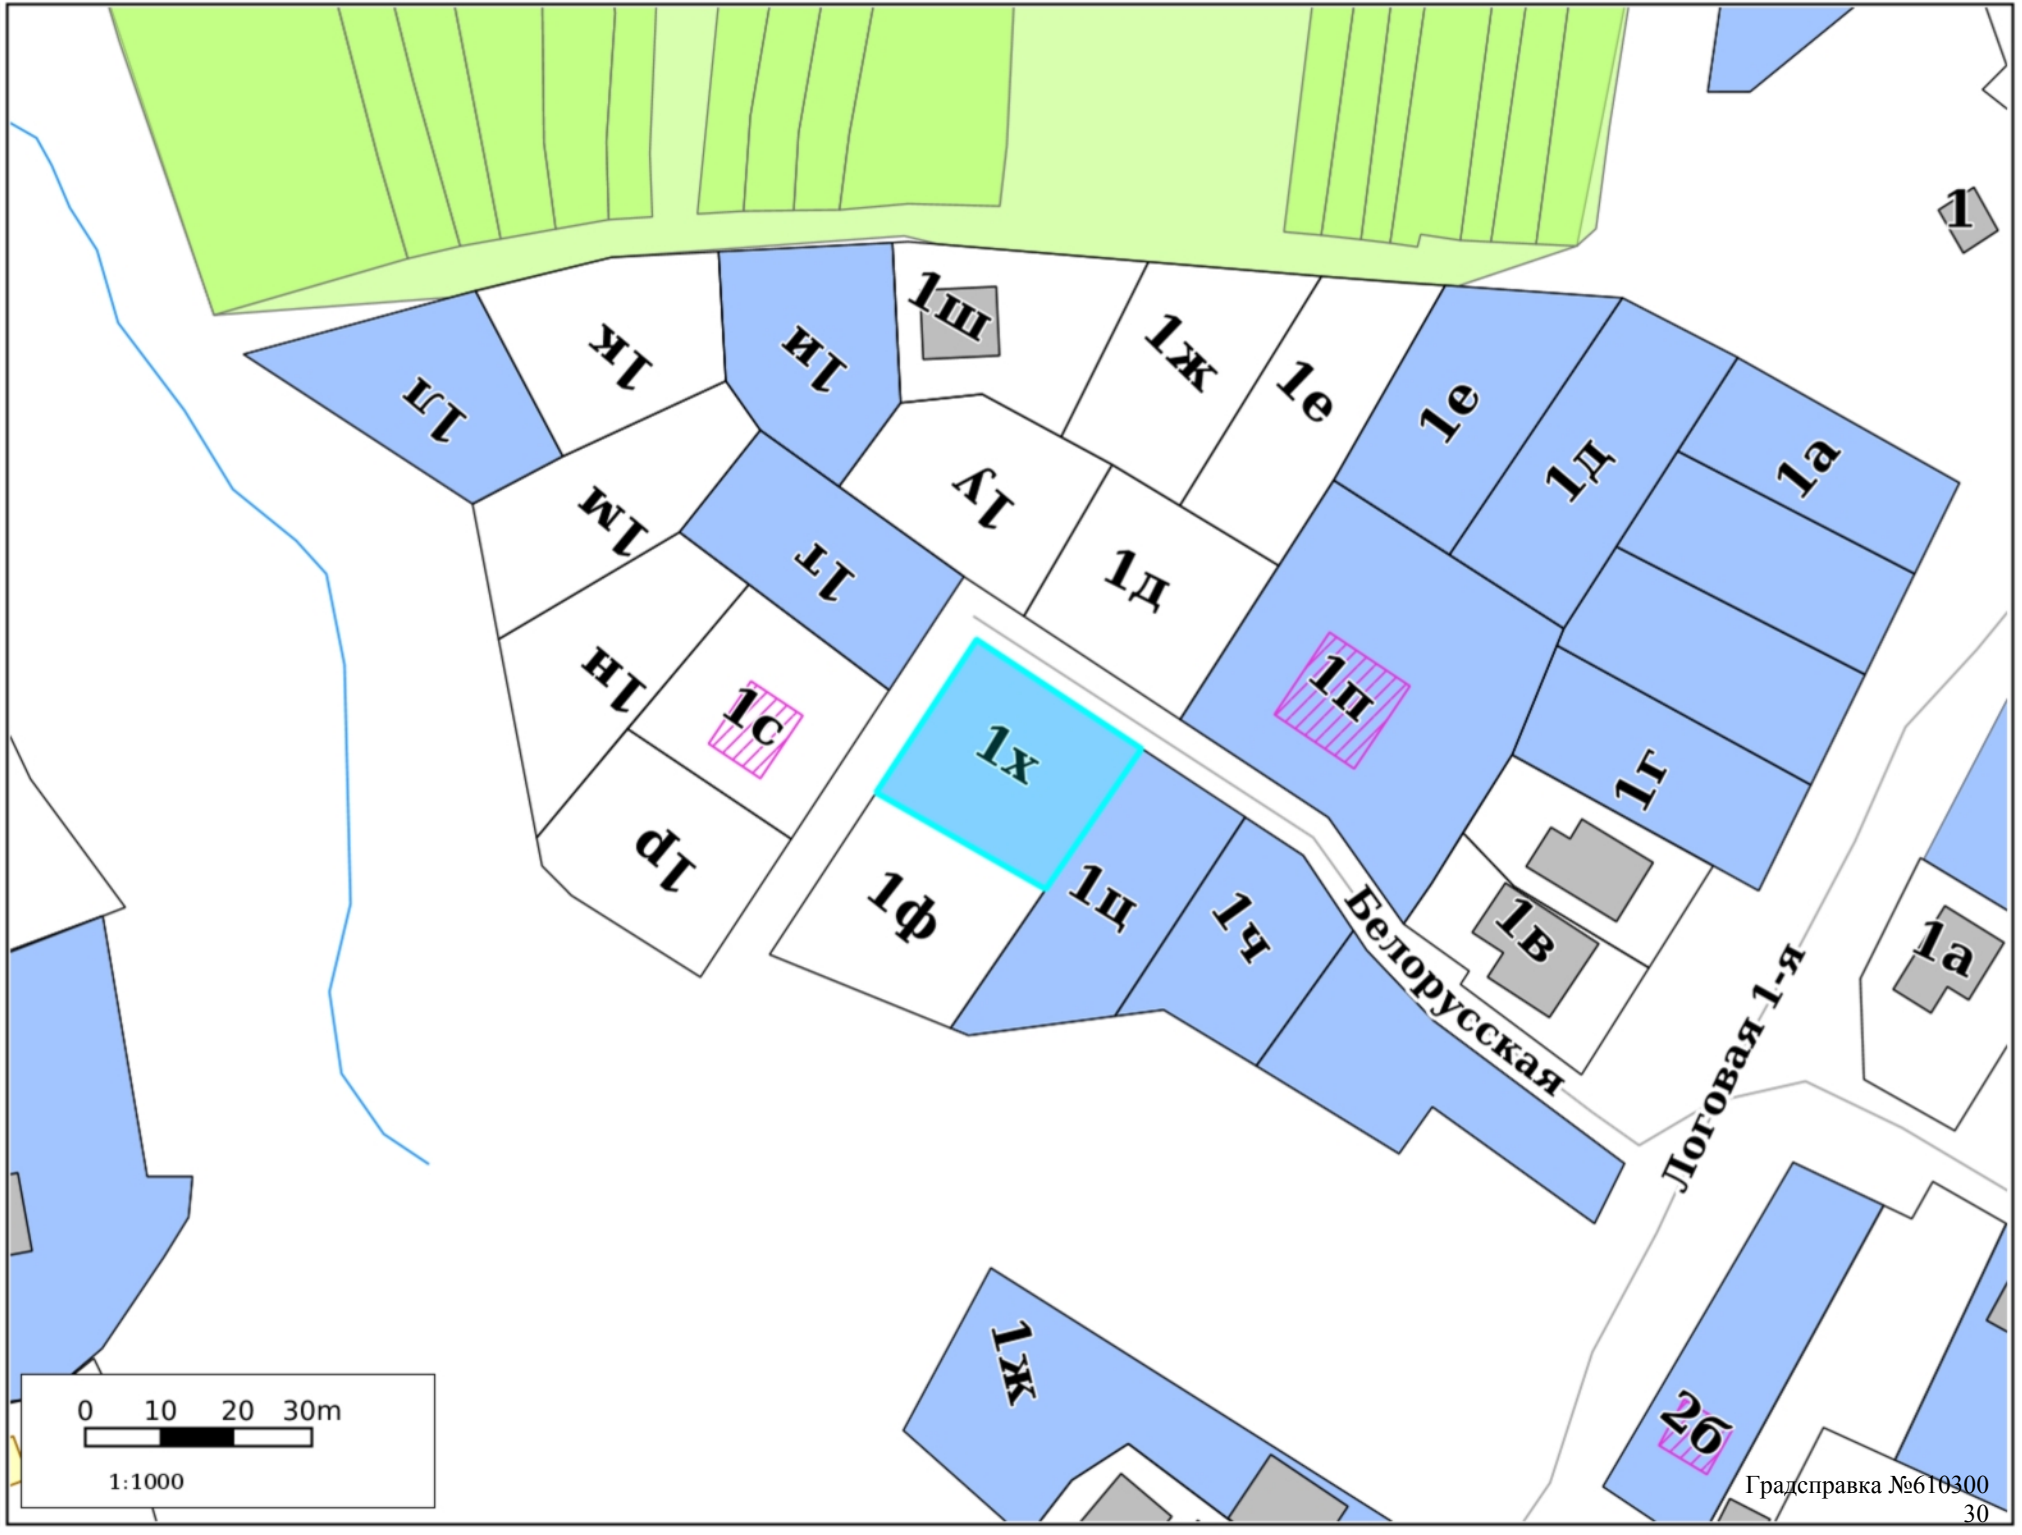 1
1ш
1к
1и
1ж
1е
1е
1л
1д
1а
1м
1у
1т
1д
1н
1с
1п
1х
1г
1р
1ф
1ц
1ч
1в
1а
Белорусская
Логовая 1-я
1ж
2б
0 10 20 30m
1:1000
Градсправка №610300
30